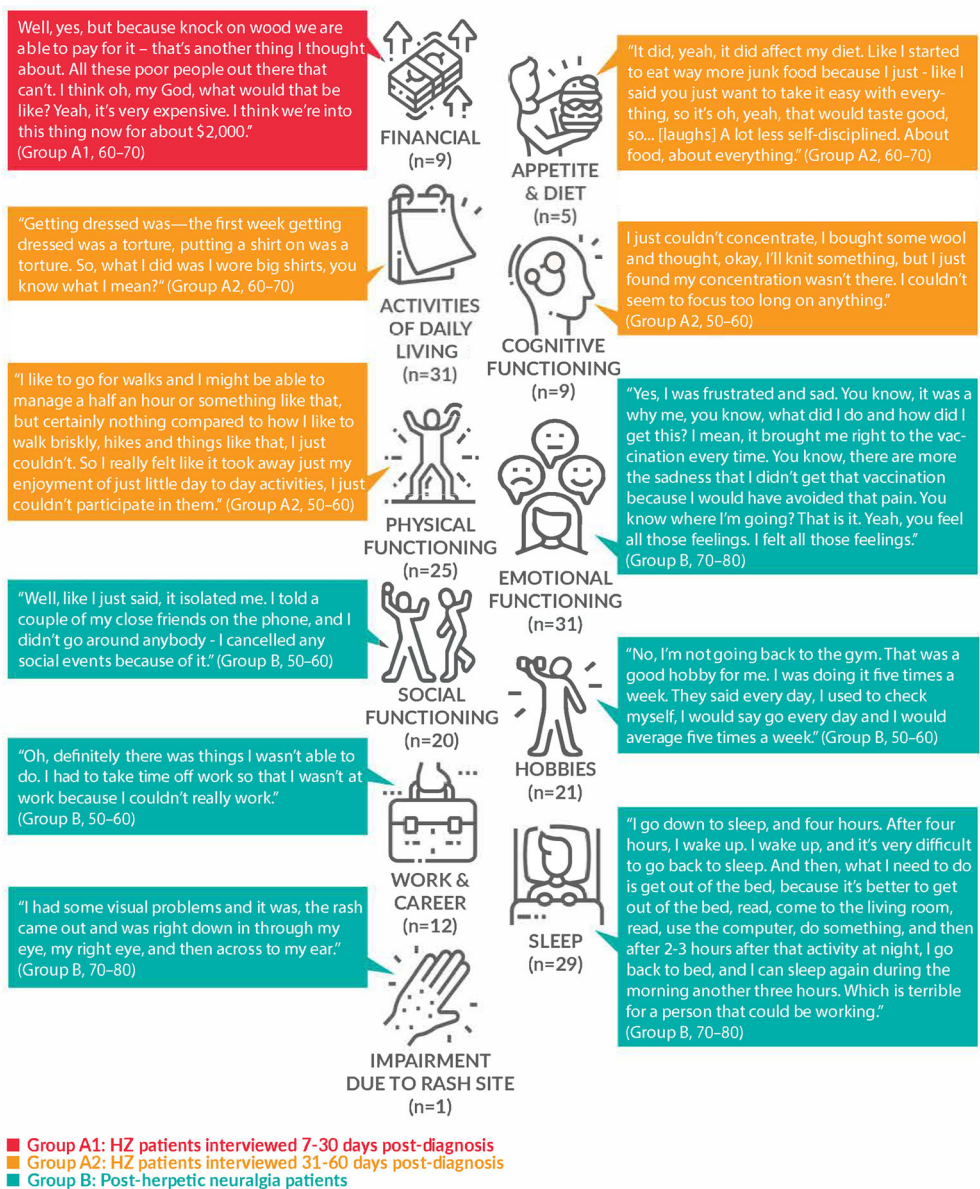 Well, yes, but because knock on wood we are
able to pay for it – that’s another thing I thought
about. All these poor people out there that
can’t. I think oh, my God, what would that be
like? Yeah, it’s very expensive. I think we’re into
this thing now for about $2,000.”
(Group A1, 60–70)
FINANCIAL
(n=9)
“It did, yeah, it did affect my diet. Like I started
to eat way more junk food because I just - like I
said you just want to take it easy with every-
thing, so it’s oh, yeah, that would taste good,
so... [laughs] A lot less self-disciplined. About
food, about everything.” (Group A2, 60–70)
APPETITE
& DIET
(n=5)
“Getting dressed was—the first week getting
dressed was a torture, putting a shirt on was a
torture. So, what I did was I wore big shirts, you
know what I mean?” (Group A2, 60–70)
ACTIVITIES
OF DAILY
LIVING
(n=31)
I just couldn’t concentrate, I bought some wool
and thought, okay, I’ll knit something, but I just
found my concentration wasn’t there. I couldn’t
seem to focus too long on anything.”
(Group A2, 50–60)
COGNITIVE
FUNCTIONING
(n=9)
“I like to go for walks and I might be able to
manage a half an hour or something like that,
but certainly nothing compared to how I like to
walk briskly, hikes and things like that, I just
couldn’t. So I really felt like it took away just my
enjoyment of just little day to day activities, I just
couldn’t participate in them.” (Group A2, 50–60)
PHYSICAL
FUNCTIONING
(n=25)
“Yes, I was frustrated and sad. You know, it was a
why me, you know, what did I do and how did I
get this? I mean, it brought me right to the vac-
cination every time. You know, there are more
the sadness that I didn’t get that vaccination
because I would have avoided that pain. You
know where I’m going? That is it. Yeah, you feel
all those feelings. I felt all those feelings.”
(Group B, 70–80)
EMOTIONAL
FUNCTIONING
(n=31)
“Well, like I just said, it isolated me. I told a
couple of my close friends on the phone, and I
didn’t go around anybody - I cancelled any
social events because of it.” (Group B, 50–60)
SOCIAL
FUNCTIONING
(n=20)
“No, I’m not going back to the gym. That was a
good hobby for me. I was doing it five times a
week. They said every day, I used to check
myself, I would say go every day and I would
average five times a week.” (Group B, 50–60)
HOBBIES
(n=21)
“Oh, definitely there was things I wasn’t able to
do. I had to take time off work so that I wasn’t at
work because I couldn’t really work.”
(Group B, 50–60)
WORK &
CAREER
(n=12)
“I go down to sleep, and four hours. After four
hours, I wake up. I wake up, and it’s very difficult
to go back to sleep. And then, what I need to do
is get out of the bed, because it’s better to get
out of the bed, read, come to the living room,
read, use the computer, do something, and then
after 2-3 hours after that activity at night, I go
back to bed, and I can sleep again during the
morning another three hours. Which is terrible
for a person that could be working.”
(Group B, 70–80)
SLEEP
(n=29)
“I had some visual problems and it was, the rash
came out and was right down in through my
eye, my right eye, and then across to my ear.”
(Group B, 70–80)
IMPAIRMENT
DUE TO RASH SITE
(n=1)
Group A1: HZ patients interviewed 7-30 days post-diagnosis
Group A2: HZ patients interviewed 31-60 days post-diagnosis
Group B: Post-herpetic neuralgia patients